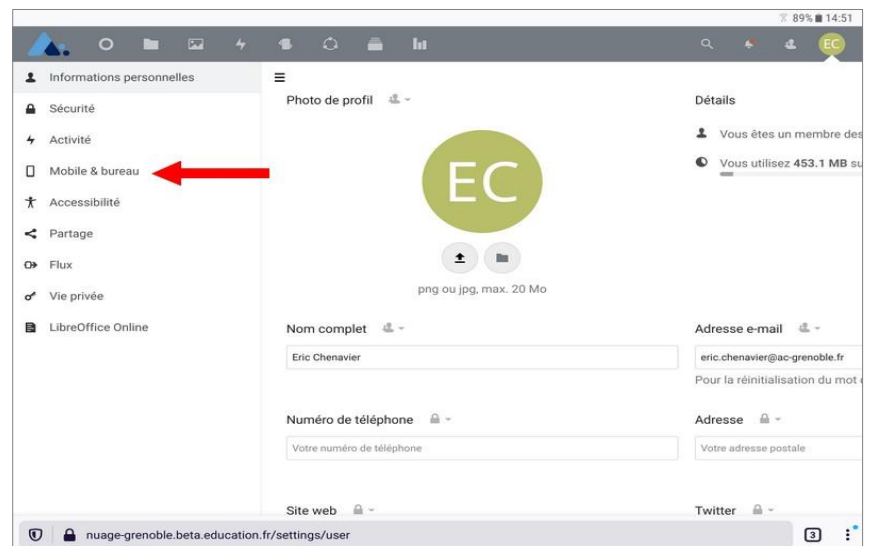 89% 14:51
EC
Informations personnelles
Sécurité
Activité
Mobile & bureau
Accessibilité
Partage
Flux
Vie privée
LibreOffice Online
Photo de profil
EC
png ou jpg, max. 20 Mo
Détails
Vous êtes un membre des
Vous utilisez 453.1 MB su
Nom complet
Eric Chenavier
Adresse e-mail
eric.chenavier@ac-grenoble.fr
Pour la réinitialisation du mot
Numéro de téléphone
Votre numéro de téléphone
Adresse
Votre adresse postale
Site web
Twitter
nuage-grenoble.beta.education.fr/settings/user
3